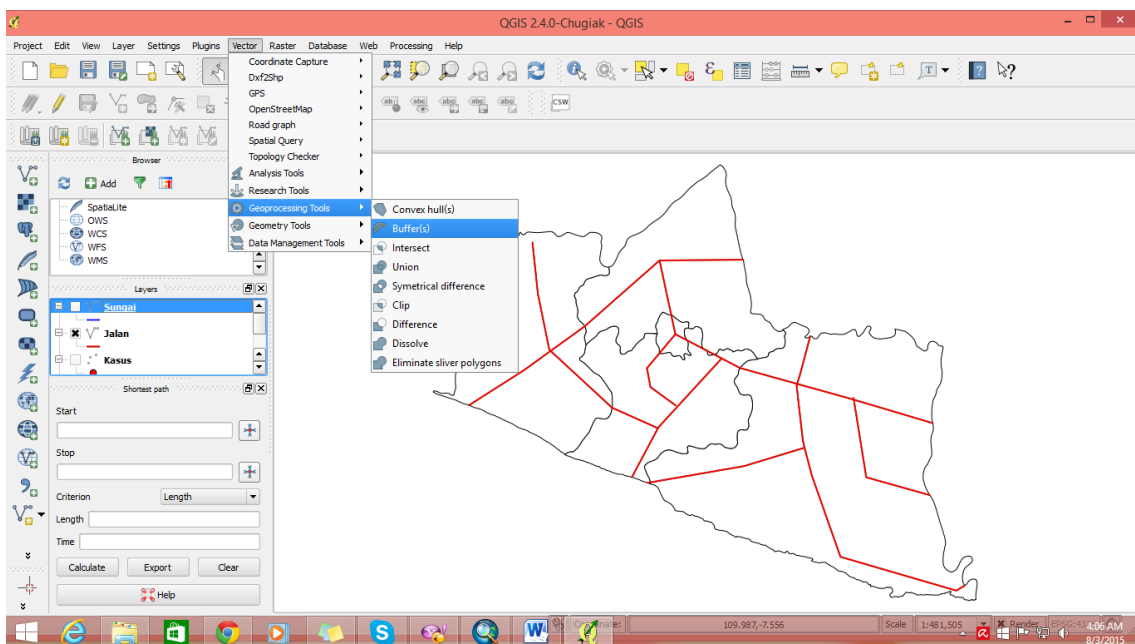 QGIS 2.4.0-Chugiak - QGIS
Project Edit View Layer Settings Plugins Vector Raster Database Web Processing Help
Coordinate Capture
Dxf2Shp
GPS
OpenStreetMap
Road graph
Spatial Query
Topology Checker
Analysis Tools
Research Tools
Geoprocessing Tools
Geometry Tools
Data Management Tools
Convex hull(s)
Buffer(s)
Intersect
Union
Symetrical difference
Clip
Difference
Dissolve
Eliminate sliver polygons
abc abc abc abc
CSW
Browser
Add
SpatiaLite
OWS
WCS
WFS
WMS
Layers
Sungai
Jalan
Kasus
Shortest path
Start
Stop
Criterion Length
Length
Time
Calculate Export Clear
Help
109.987,-7.556
Scale 1:481,505
Render
4:06 AM
8/3/2015